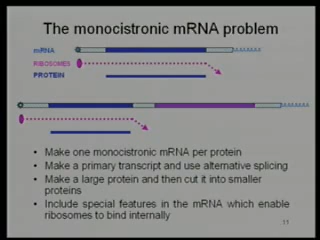 The monocistronic mRNA problem
mRNA
AAAAAAA
RIBOSOMES
PROTEIN
AAAAAAA
• Make one monocistronic mRNA per protein
• Make a primary transcript and use alternative splicing
• Make a large protein and then cut it into smaller
proteins
• Include special features in the mRNA which enable
ribosomes to bind internally
11